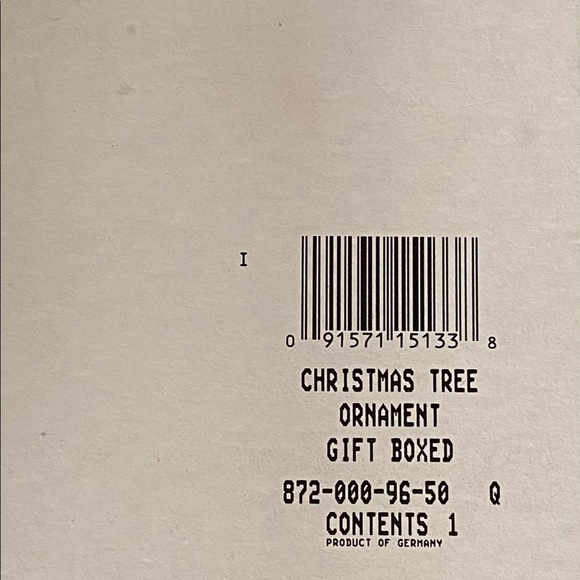 I
0 91571 15133 8
CHRISTMAS TREE
ORNAMENT
GIFT BOXED
872-000-96-50 Q
CONTENTS 1
PRODUCT OF GERMANY